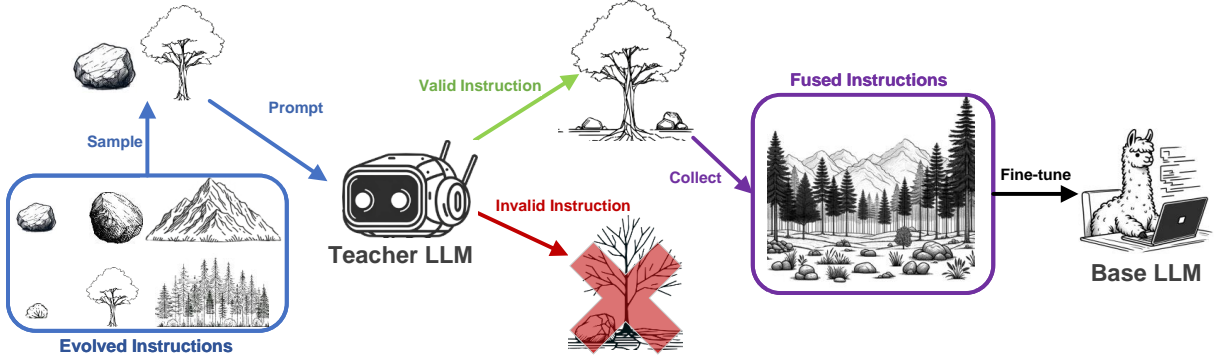 Sample
Evolved Instructions
Prompt
Teacher LLM
Valid Instruction
Invalid Instruction
Collect
Fused Instructions
Fine-tune
Base LLM